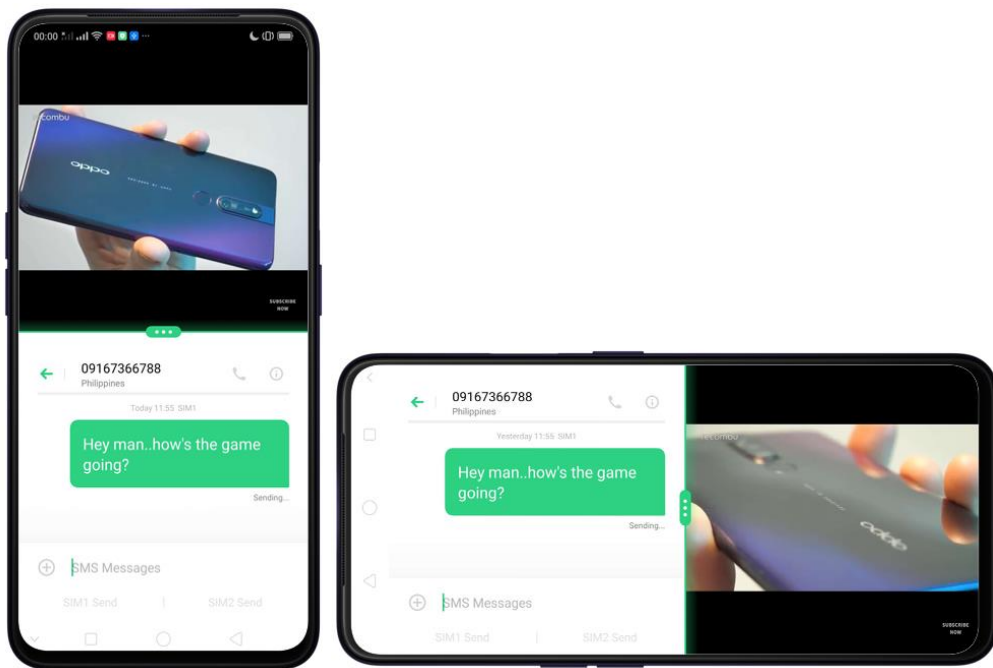 00:00
recombu
oppo
SUBSCRIBE
NOW
09167366788
Philippines
Today 11:55 SIM1
Hey man..how's the game
going?
Sending...
SMS Messages
SIM1 Send
SIM2 Send
09167366788
Philippines
Yesterday 11:55 SIM1
Hey man..how's the game
going?
Sending...
SMS Messages
SIM1 Send
SIM2 Send
recombu
oppo
SUBSCRIBE
NOW